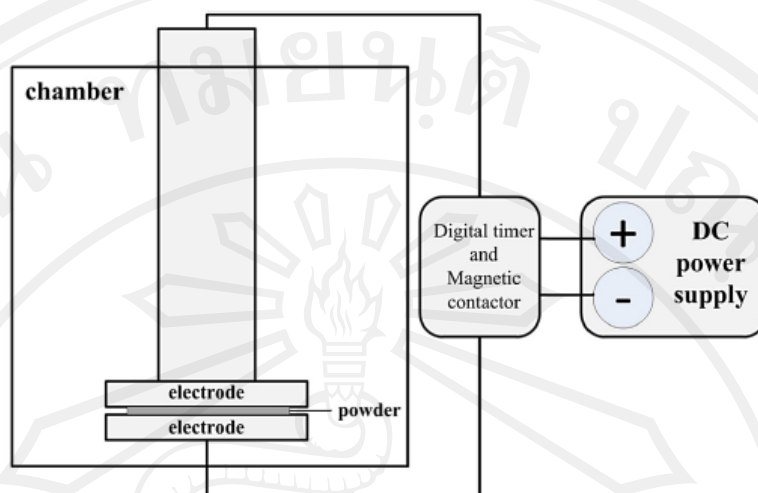 chamber
Digital timer
and
Magnetic
contactor
+
-
DC
power
supply
electrode
powder
electrode